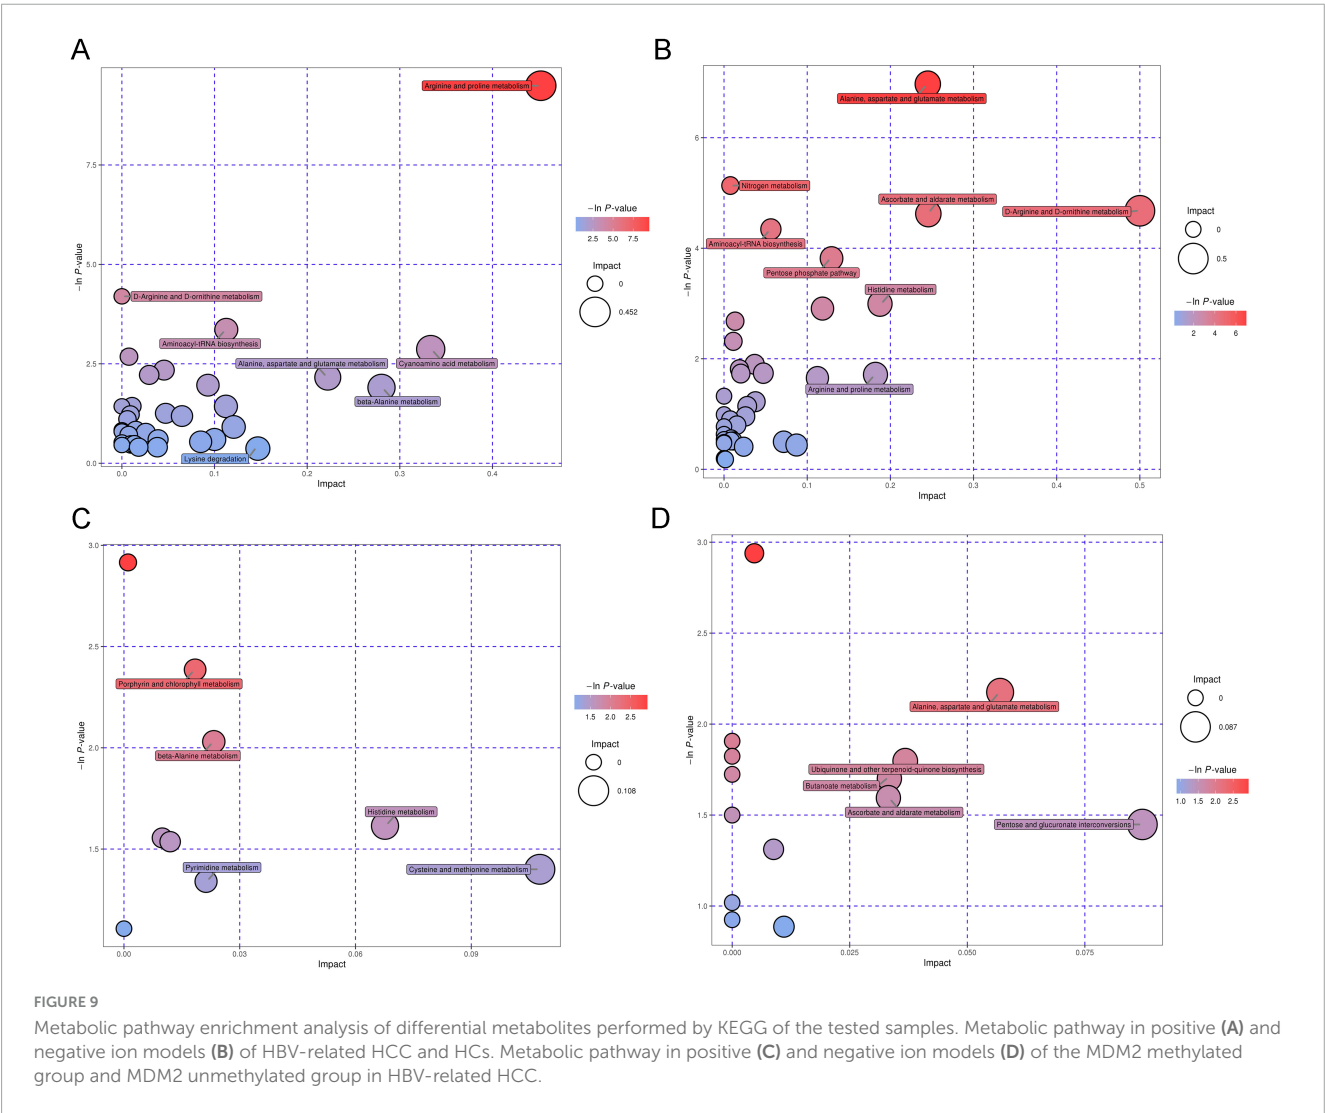 A
Arginine and proline metabolism
7.5
5.0
2.5
0.0
−ln P-value
D-Arginine and D-ornithine metabolism
Aminoacyl-tRNA biosynthesis
Alanine, aspartate and glutamate metabolism
Cyanoamino acid metabolism
beta-Alanine metabolism
Lysine degradation
0.0 0.1 0.2 0.3 0.4
Impact
−ln P-value
2.5 5.0 7.5
Impact
0
0.452
B
Alanine, aspartate and glutamate metabolism
6
4
2
0
−ln P-value
Nitrogen metabolism
Ascorbate and aldarate metabolism
D-Arginine and D-ornithine metabolism
Aminoacyl-tRNA biosynthesis
Pentose phosphate pathway
Histidine metabolism
Arginine and proline metabolism
0.0 0.1 0.2 0.3 0.4 0.5
Impact
Impact
0
0.5
−ln P-value
2 4 6
C
3.0
2.5
2.0
1.5
−ln P-value
Porphyrin and chlorophyll metabolism
beta-Alanine metabolism
Histidine metabolism
Pyrimidine metabolism
Cysteine and methionine metabolism
0.00 0.03 0.06 0.09
Impact
−ln P-value
1.5 2.0 2.5
Impact
0
0.108
D
3.0
2.5
2.0
1.5
1.0
−ln P-value
Alanine, aspartate and glutamate metabolism
Ubiquinone and other terpenoid-quinone biosynthesis
Butanoate metabolism
Ascorbate and aldarate metabolism
Pentose and glucuronate interconversions
0.000 0.025 0.050 0.075
Impact
Impact
0
0.087
−ln P-value
1.0 1.5 2.0 2.5
FIGURE 9
Metabolic pathway enrichment analysis of differential metabolites performed by KEGG of the tested samples. Metabolic pathway in positive (A) and
negative ion models (B) of HBV-related HCC and HCs. Metabolic pathway in positive (C) and negative ion models (D) of the MDM2 methylated
group and MDM2 unmethylated group in HBV-related HCC.